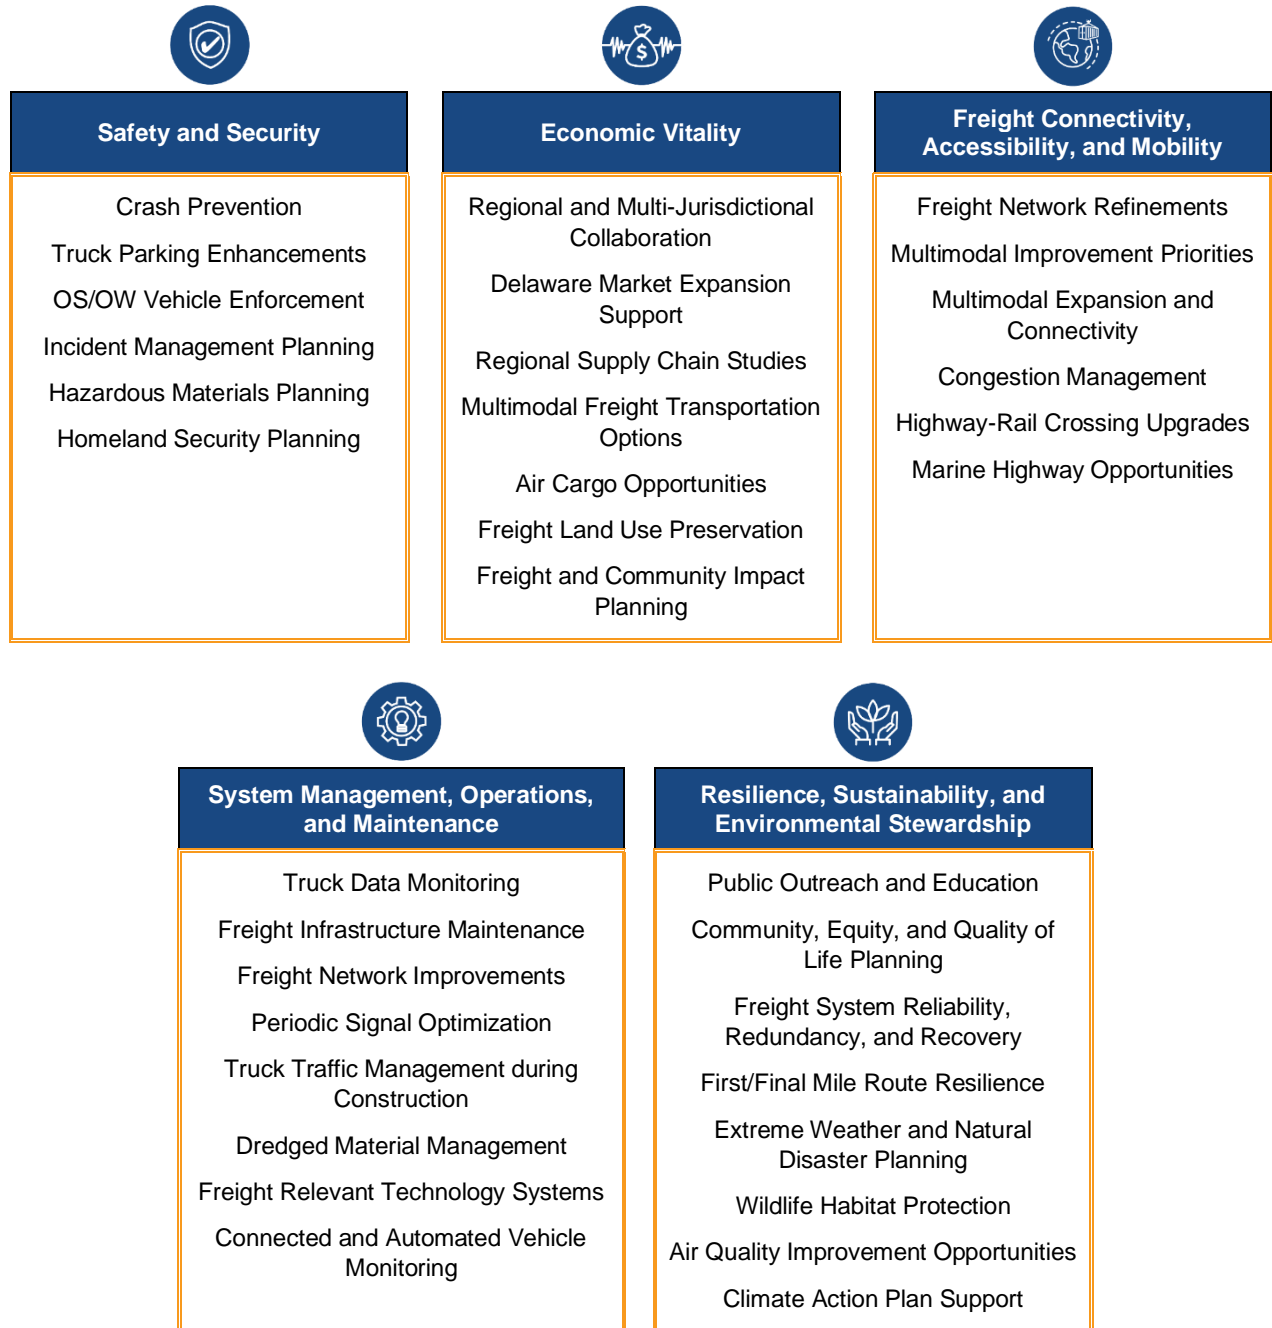 Safety and Security
Crash Prevention
Truck Parking Enhancements
OS/OW Vehicle Enforcement
Incident Management Planning
Hazardous Materials Planning
Homeland Security Planning
$
Economic Vitality
Regional and Multi-Jurisdictional
Collaboration
Delaware Market Expansion
Support
Regional Supply Chain Studies
Multimodal Freight Transportation
Options
Air Cargo Opportunities
Freight Land Use Preservation
Freight and Community Impact
Planning
Freight Connectivity,
Accessibility, and Mobility
Freight Network Refinements
Multimodal Improvement Priorities
Multimodal Expansion and
Connectivity
Congestion Management
Highway-Rail Crossing Upgrades
Marine Highway Opportunities
System Management, Operations,
and Maintenance
Truck Data Monitoring
Freight Infrastructure Maintenance
Freight Network Improvements
Periodic Signal Optimization
Truck Traffic Management during
Construction
Dredged Material Management
Freight Relevant Technology Systems
Connected and Automated Vehicle
Monitoring
Resilience, Sustainability, and
Environmental Stewardship
Public Outreach and Education
Community, Equity, and Quality of
Life Planning
Freight System Reliability,
Redundancy, and Recovery
First/Final Mile Route Resilience
Extreme Weather and Natural
Disaster Planning
Wildlife Habitat Protection
Air Quality Improvement Opportunities
Climate Action Plan Support